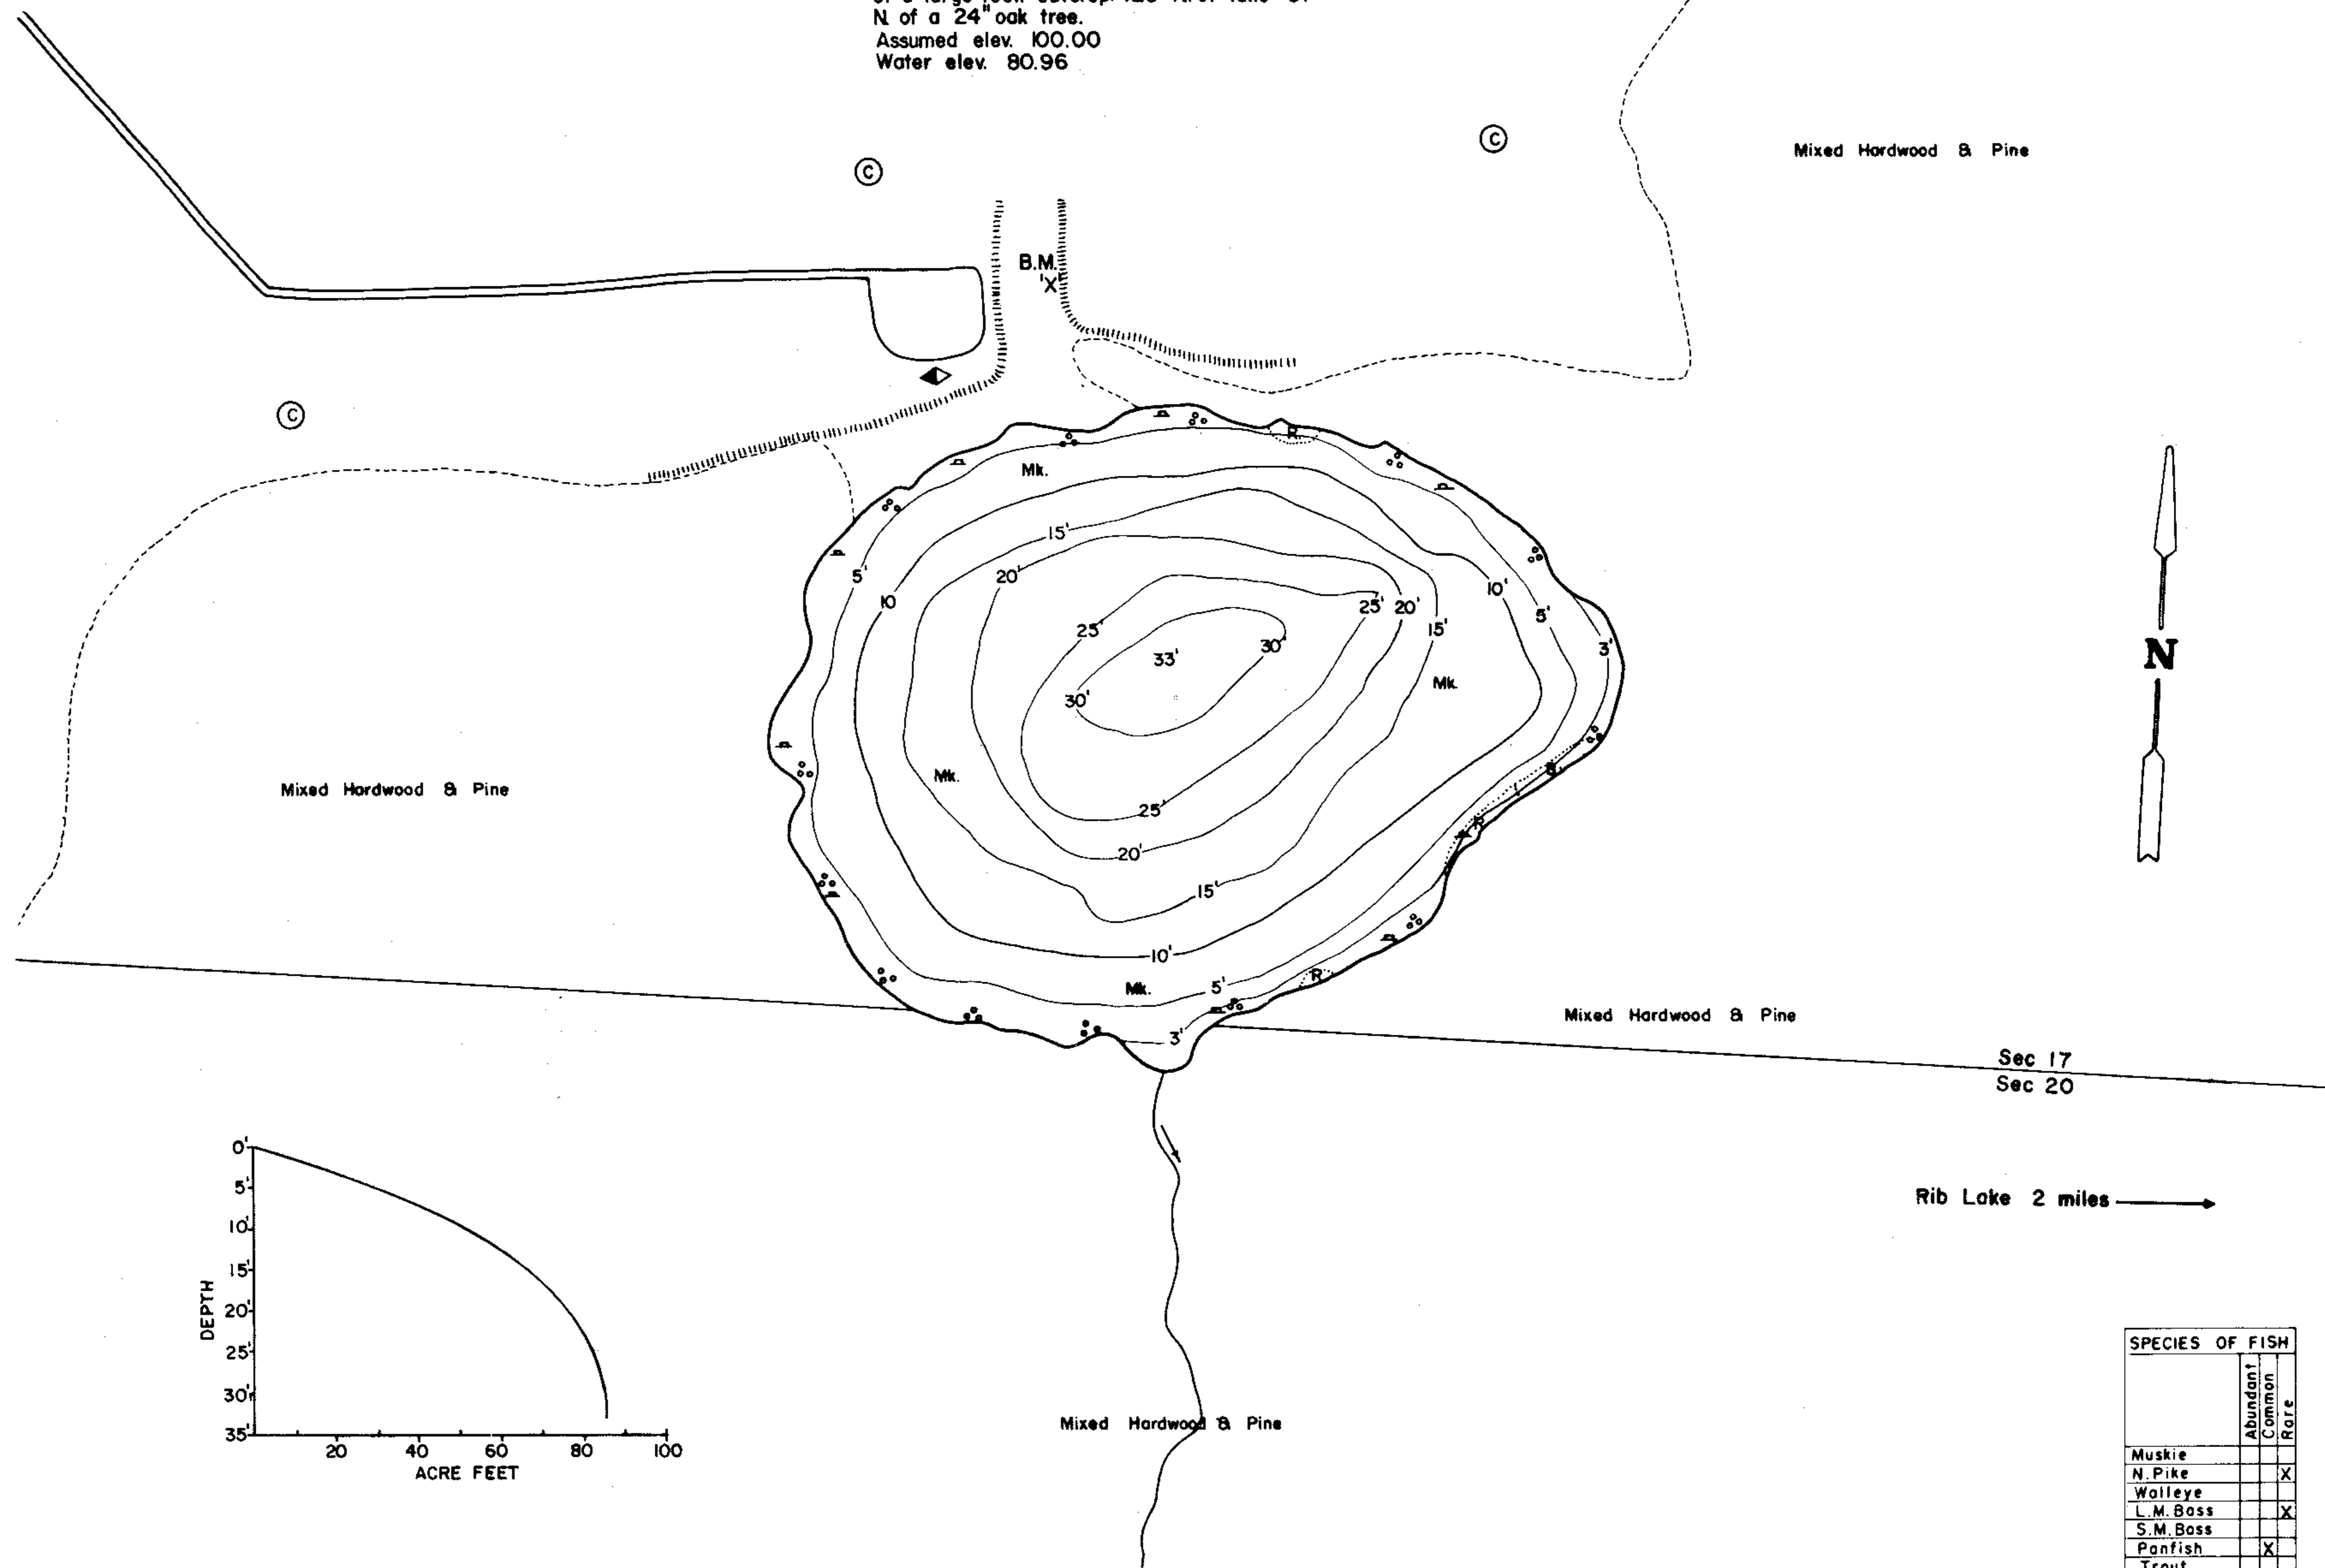 N. of a 24" oak tree.
Assumed elev. 100.00
Water elev. 80.96
C
C
Mixed Hardwood & Pine
B.M.
'X'
C
R
Mk.
15'
20'
5'
10
10'
25'
20'
5'
25'
15'
3'
30'
33'
N
Mk.
30'
Mk.
Mixed Hardwood & Pine
25'
R
20'
15'
10'
R
Mk.
5'
Mixed Hardwood & Pine
3'
Sec 17
Sec 20
Rib Lake 2 miles
0'
5'
10'
15'
20'
25'
30'
35'
DEPTH
20 40 60 80 100
ACRE FEET
Mixed Hardwood & Pine
SPECIES OF FISH
Abundant
Common
Rare
Muskie
N. Pike X
Walleye
L.M. Bass X
S.M. Bass
Panfish X
Trout